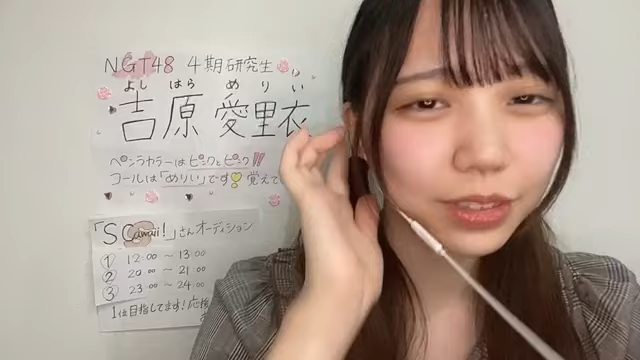 NGT48 4期研究生
よし はら めりい
吉原 愛里衣
ペンラカラーはピンクとピンク!!
コールは「めりい」です 覚えて
「S Cawaii!」さんオーディション
① 12:00 ~ 13:00
② 20:00 ~ 21:00
③ 23:00 ~ 24:00
1位目指してます!応援